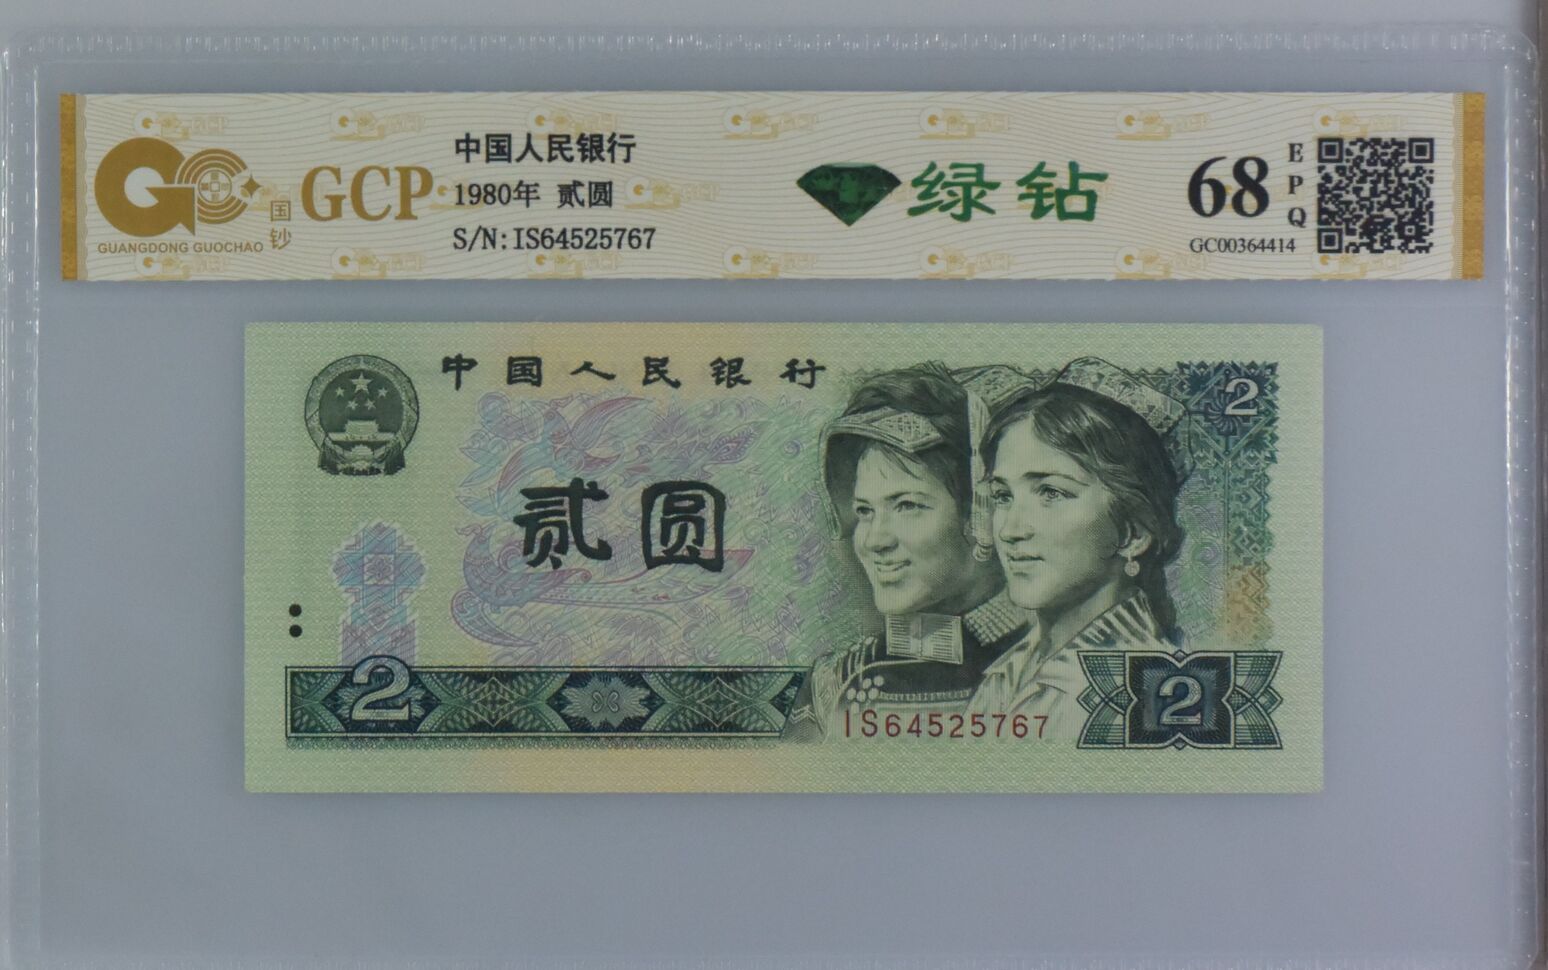 GUANGDONG GUOCHAO
国钞
GCP
中国人民银行
1980年 贰圆
S/N:IS64525767
绿钻
68
EPQ
GC00364414
中国人民银行
2
贰圆
2
IS64525767
2